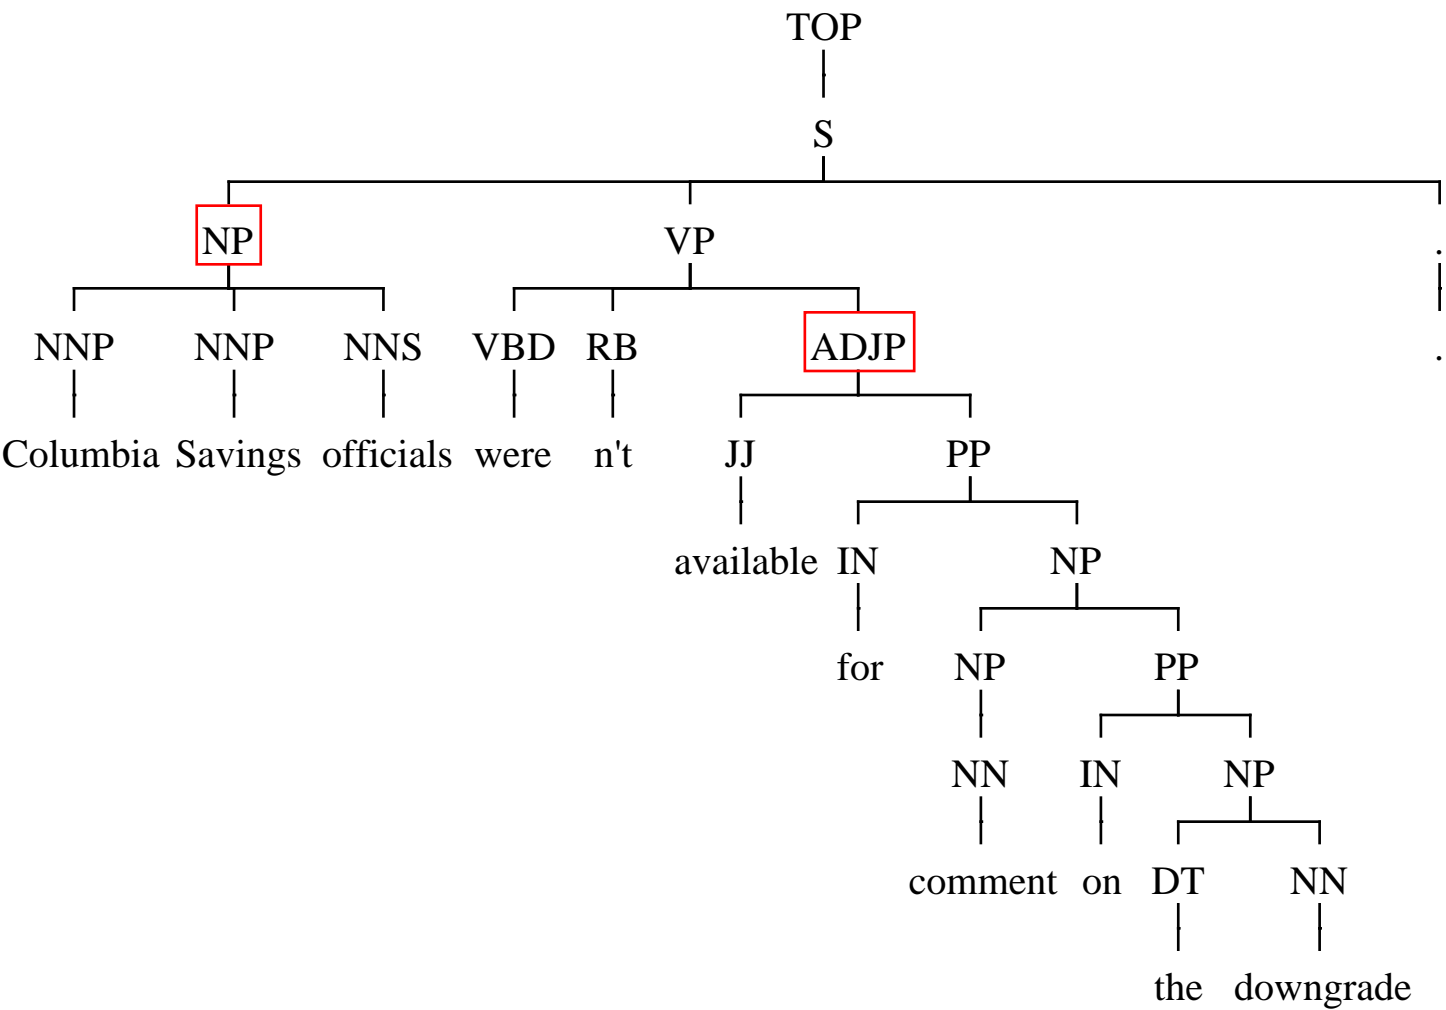 TOP
S
NP VP .
NNP NNP NNS VBD RB ADJP .
Columbia Savings officials were n't JJ PP
available IN NP
for NP PP
NN IN NP
comment on DT NN
the downgrade